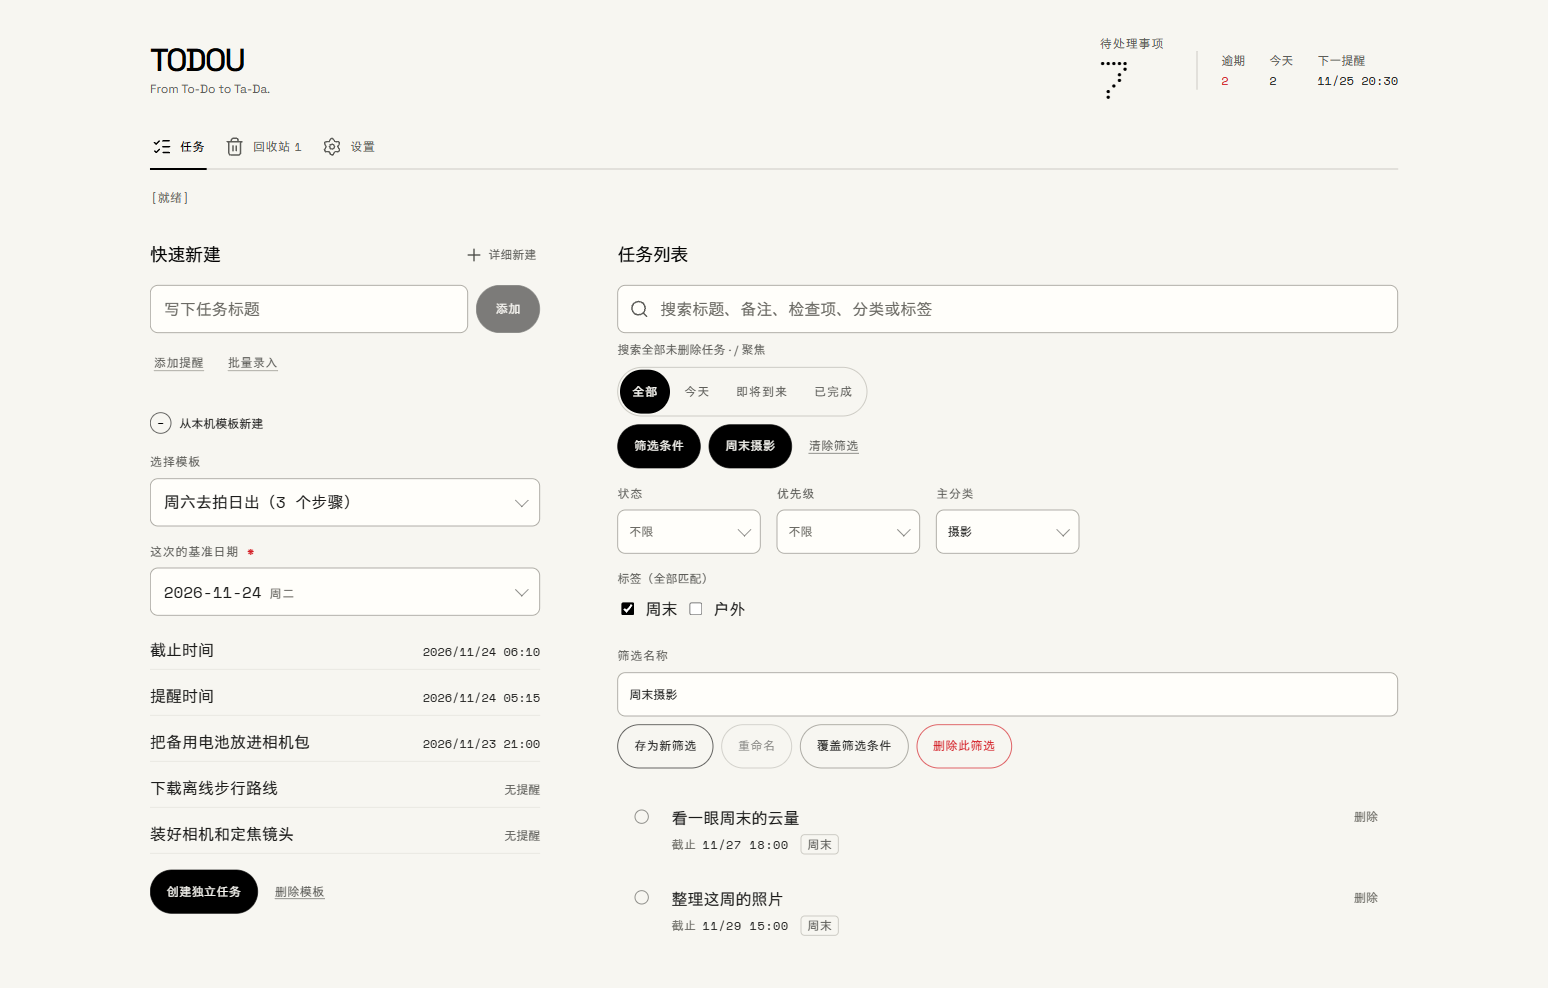 TODOU
From To-Do to Ta-Da.
待处理事项
7
逾期
2
今天
2
下一提醒
11/25 20:30
任务
回收站 1
设置
[就绪]
快速新建
详细新建
写下任务标题
添加
添加提醒
批量录入
从本机模板新建
选择模板
周六去拍日出（3 个步骤）
这次的基准日期 *
2026-11-24 周二
截止时间
2026/11/24 06:10
提醒时间
2026/11/24 05:15
把备用电池放进相机包
2026/11/23 21:00
下载离线步行路线
无提醒
装好相机和定焦镜头
无提醒
创建独立任务
删除模板
任务列表
搜索标题、备注、检查项、分类或标签
搜索全部未删除任务 · / 聚焦
全部
今天
即将到来
已完成
筛选条件
周末摄影
清除筛选
状态
不限
优先级
不限
主分类
摄影
标签（全部匹配）
周末
户外
筛选名称
周末摄影
存为新筛选
重命名
覆盖筛选条件
删除此筛选
看一眼周末的云量
删除
截止 11/27 18:00 周末
整理这周的照片
删除
截止 11/29 15:00 周末